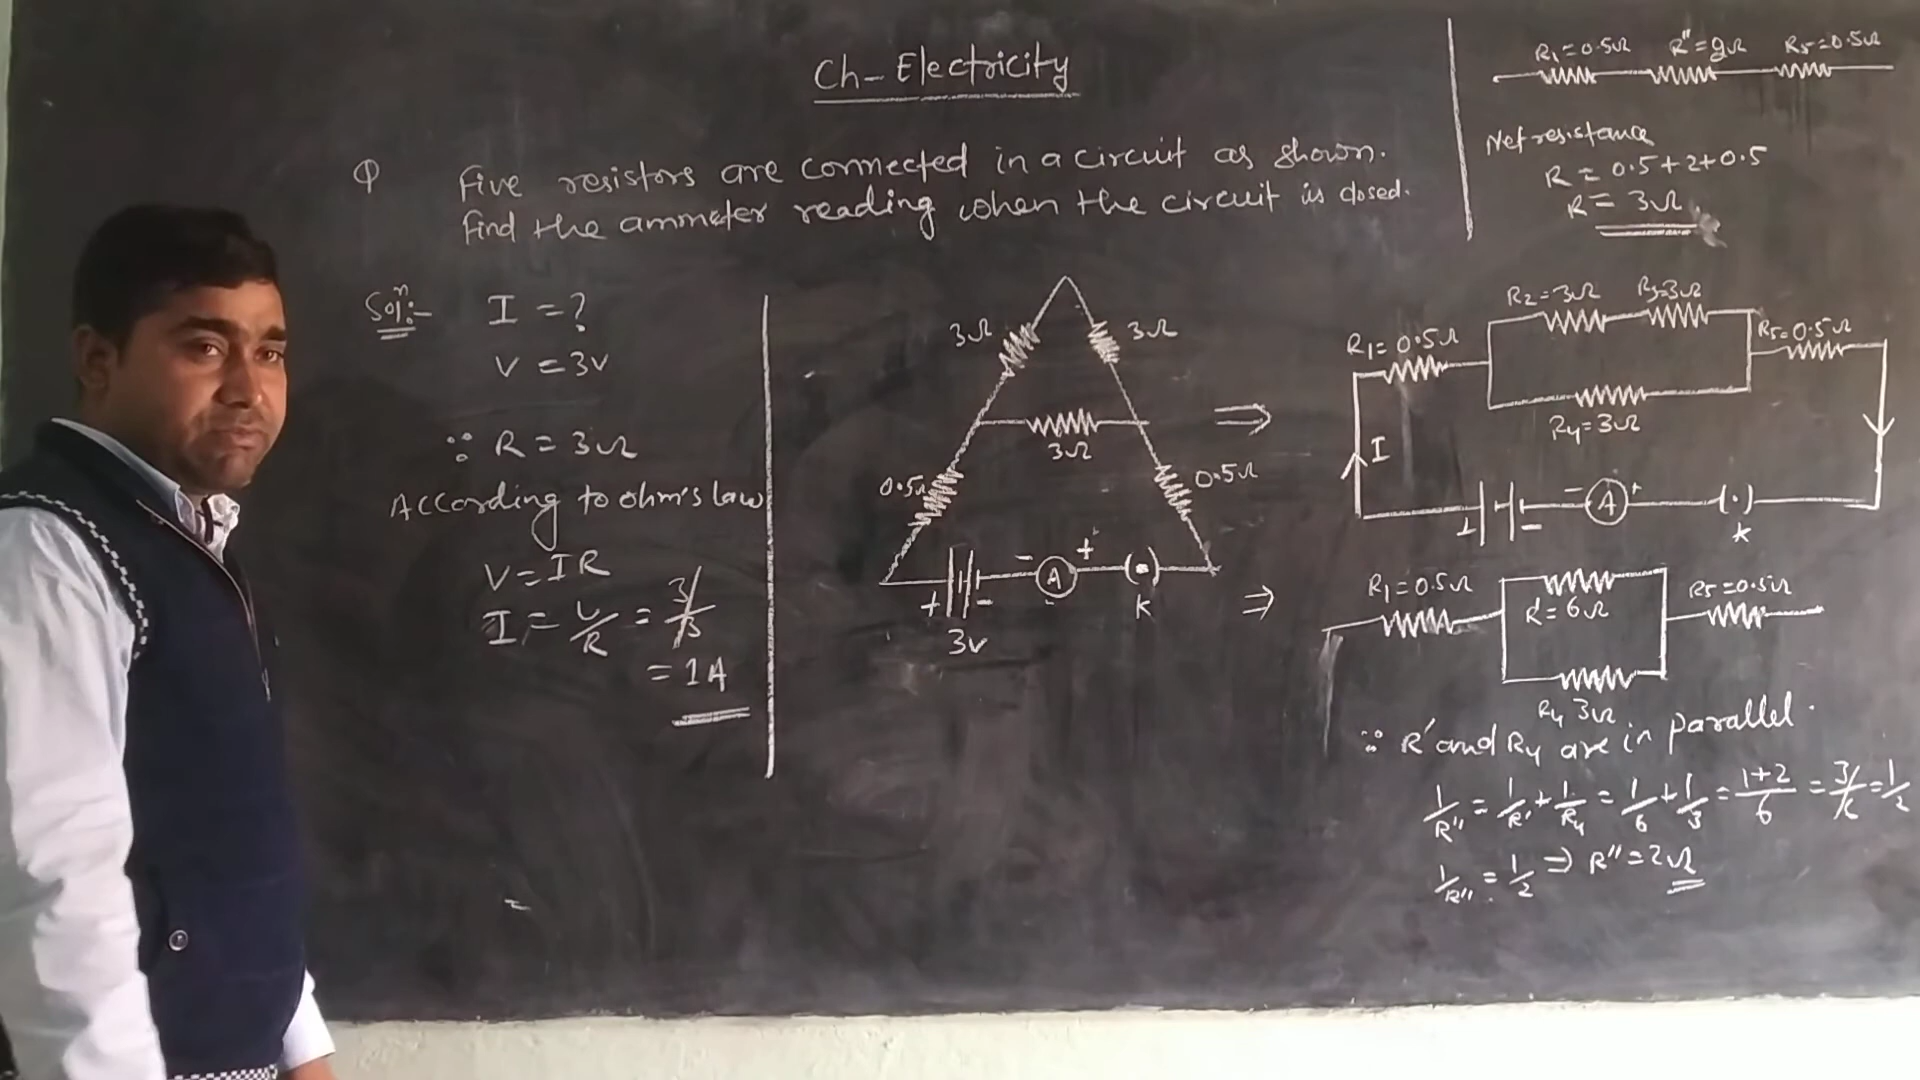 Ch- Electricity
Q Five resistors are connected in a circuit as shown.
Find the ammeter reading when the circuit is closed.
Solⁿ:-
I = ?
V = 3v
∵ R = 3Ω
According to ohm's law
V = IR
I = V/R = 3/3
= 1A
3Ω 3Ω
3Ω
0.5Ω 0.5Ω
+ - - A + (•)
K
3v
⇒
⇒
R1=0.5Ω R''=2Ω R5=0.5Ω
Net resistance
R = 0.5+2+0.5
R = 3Ω
R2=3Ω R3=3Ω
R1=0.5Ω R5=0.5Ω
R4=3Ω
I
+ - - A + (•)
K
R1=0.5Ω R'=6Ω R5=0.5Ω
R4 3Ω
∵ R' and R4 are in parallel.
1/R'' = 1/R' + 1/R4 = 1/6 + 1/3 = 1+2/6 = 3/6 = 1/2
1/R'' = 1/2 ⇒ R'' = 2Ω